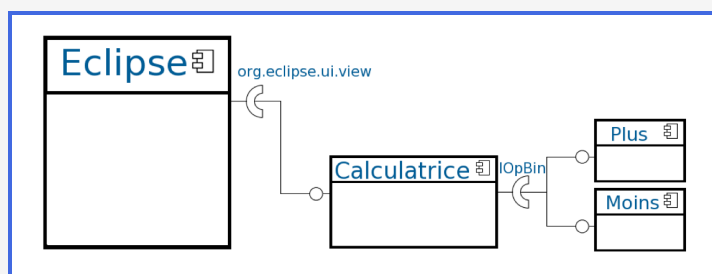 Eclipse
org.eclipse.ui.view
Calculatrice
IOpBin
Plus
Moins